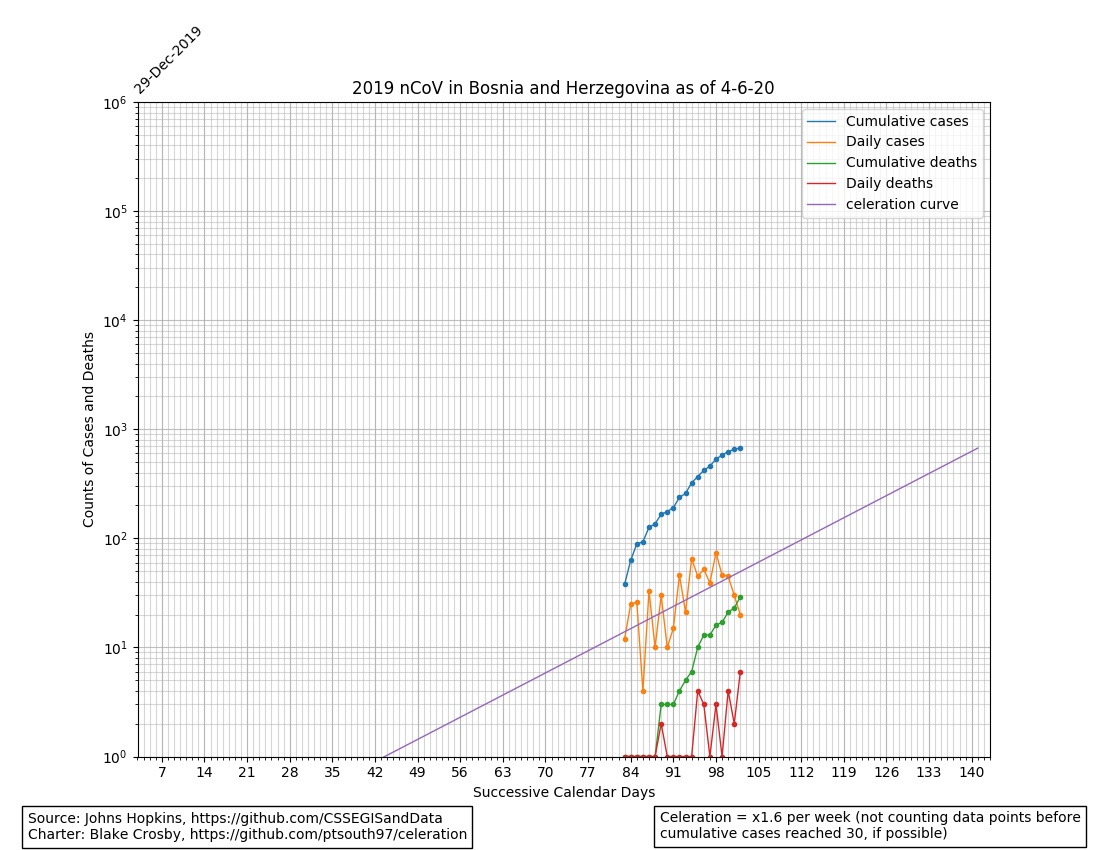 29-Dec-2019
2019 nCoV in Bosnia and Herzegovina as of 4-6-20
Cumulative cases
Daily cases
Cumulative deaths
Daily deaths
celeration curve
Counts of Cases and Deaths
10^6
10^5
10^4
10^3
10^2
10^1
10^0
7 14 21 28 35 42 49 56 63 70 77 84 91 98 105 112 119 126 133 140
Successive Calendar Days
Source: Johns Hopkins, https://github.com/CSSEGISandData
Charter: Blake Crosby, https://github.com/ptsouth97/celeration
Celeration = x1.6 per week (not counting data points before
cumulative cases reached 30, if possible)